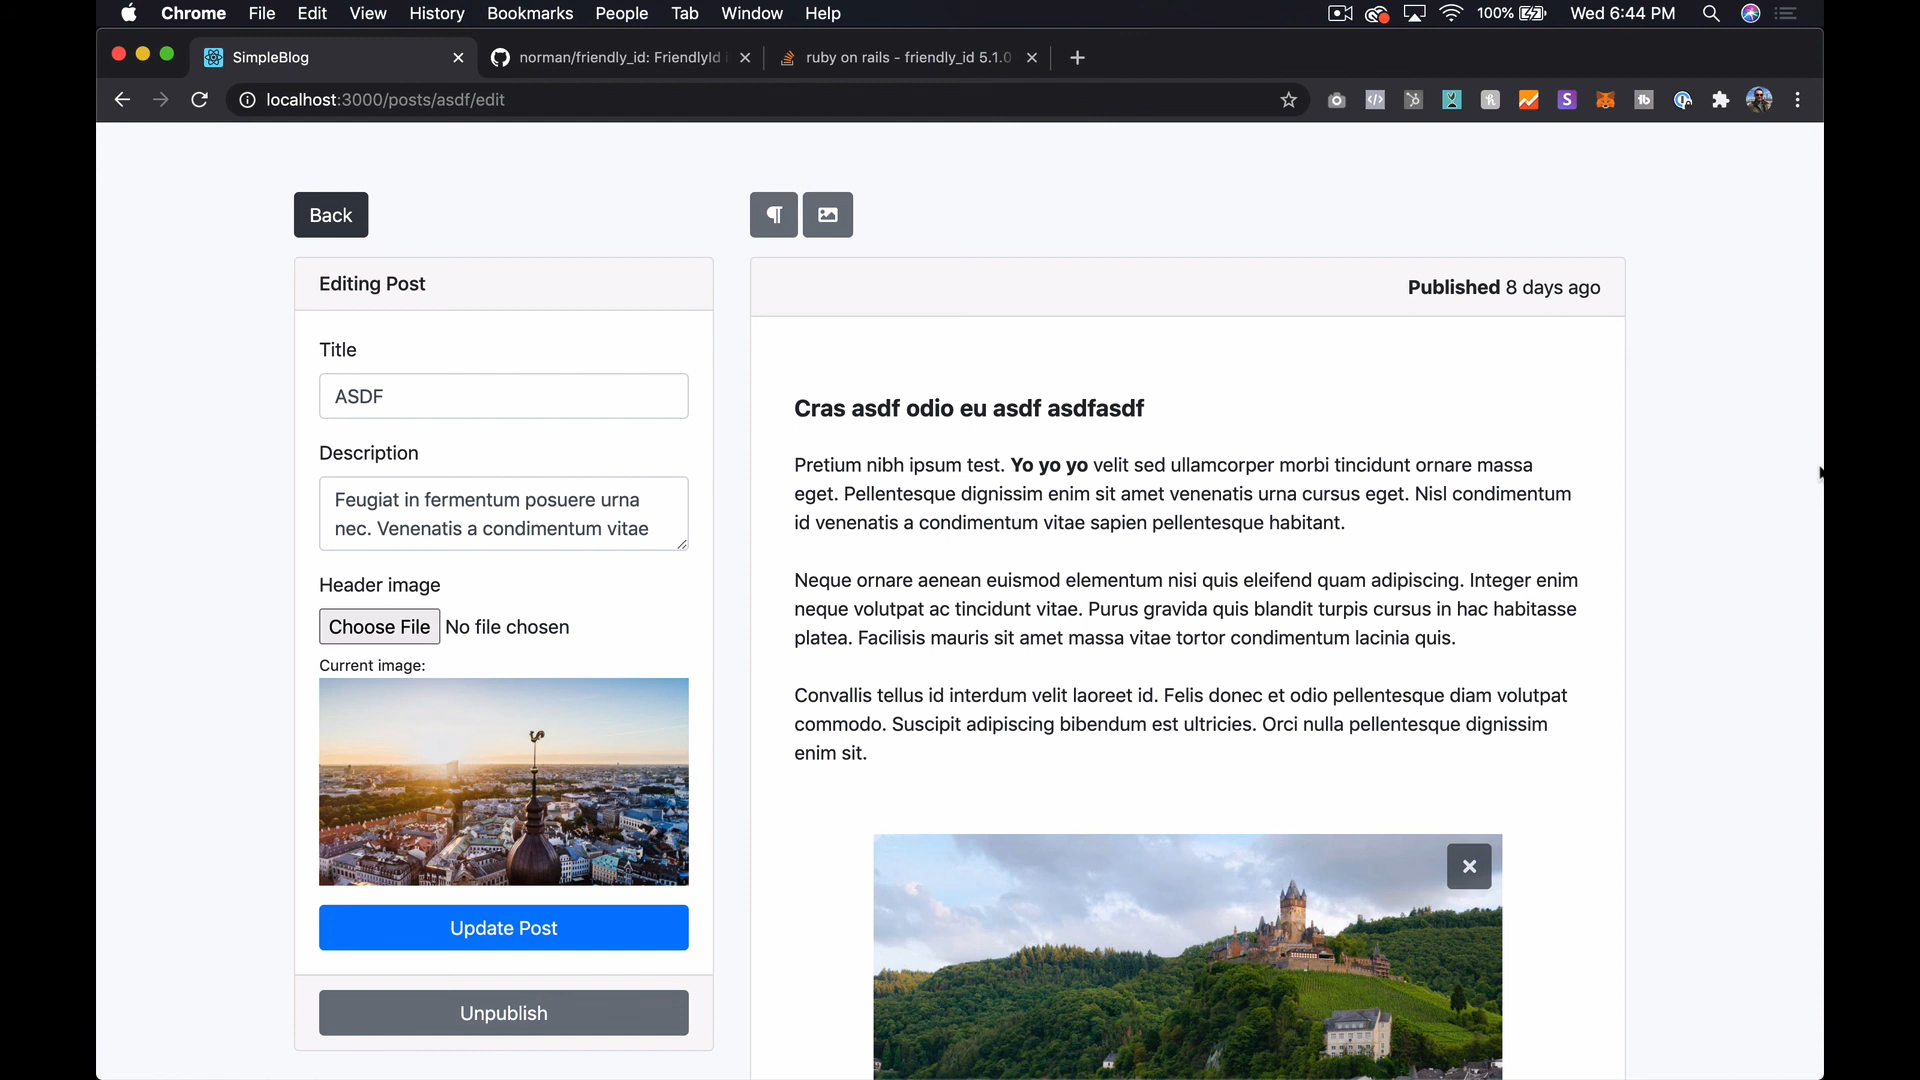 Chrome File Edit View History Bookmarks People Tab Window Help 100% Wed 6:44 PM
SimpleBlog norman/friendly_id: FriendlyId i ruby on rails - friendly_id 5.1.0
localhost:3000/posts/asdf/edit
Back
Editing Post
Title
ASDF
Description
Feugiat in fermentum posuere urna
nec. Venenatis a condimentum vitae
Header image
Choose File No file chosen
Current image:
Update Post
Unpublish
Published 8 days ago
Cras asdf odio eu asdf asdfasdf
Pretium nibh ipsum test. Yo yo yo velit sed ullamcorper morbi tincidunt ornare massa
eget. Pellentesque dignissim enim sit amet venenatis urna cursus eget. Nisl condimentum
id venenatis a condimentum vitae sapien pellentesque habitant.
Neque ornare aenean euismod elementum nisi quis eleifend quam adipiscing. Integer enim
neque volutpat ac tincidunt vitae. Purus gravida quis blandit turpis cursus in hac habitasse
platea. Facilisis mauris sit amet massa vitae tortor condimentum lacinia quis.
Convallis tellus id interdum velit laoreet id. Felis donec et odio pellentesque diam volutpat
commodo. Suscipit adipiscing bibendum est ultricies. Orci nulla pellentesque dignissim
enim sit.